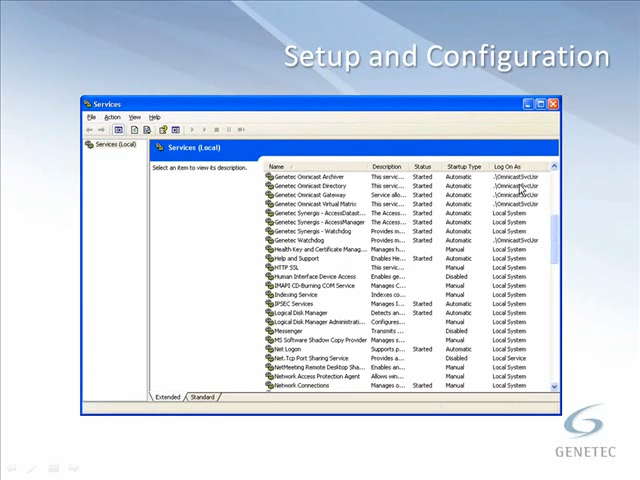 Setup and Configuration
Services
File Action View Help
Services (Local)
Services (Local)
Select an item to view its description.
Name / Description Status Startup Type Log On As
Genetec Omnicast Archiver This servic... Started Automatic .\OmnicastSvcUsr
Genetec Omnicast Directory This servic... Started Automatic .\OmnicastSvcUsr
Genetec Omnicast Gateway Service allo... Started Automatic .\OmnicastSvcUsr
Genetec Omnicast Virtual Matrix This servic... Started Automatic .\OmnicastSvcUsr
Genetec Synergis - AccessDatast... The Access... Started Automatic Local System
Genetec Synergis - AccessManager The Access... Started Automatic Local System
Genetec Synergis - Watchdog Provides m... Started Automatic Local System
Genetec Watchdog Provides m... Started Automatic .\OmnicastSvcUsr
Health Key and Certificate Manag... Manages h... Manual Local System
Help and Support Enables He... Started Automatic Local System
HTTP SSL This servic... Manual Local System
Human Interface Device Access Enables ge... Disabled Local System
IMAPI CD-Burning COM Service Manages C... Manual Local System
Indexing Service Indexes co... Manual Local System
IPSEC Services Manages I... Started Automatic Local System
Logical Disk Manager Detects an... Started Automatic Local System
Logical Disk Manager Administrati... Configures... Manual Local System
Messenger Transmits ... Disabled Local System
MS Software Shadow Copy Provider Manages s... Manual Local System
Net Logon Supports p... Started Automatic Local System
Net.Tcp Port Sharing Service Provides a... Disabled Local Service
NetMeeting Remote Desktop Sha... Enables an... Manual Local System
Network Access Protection Agent Allows win... Manual Local System
Network Connections Manages o... Started Manual Local System
Extended Standard
GENETEC